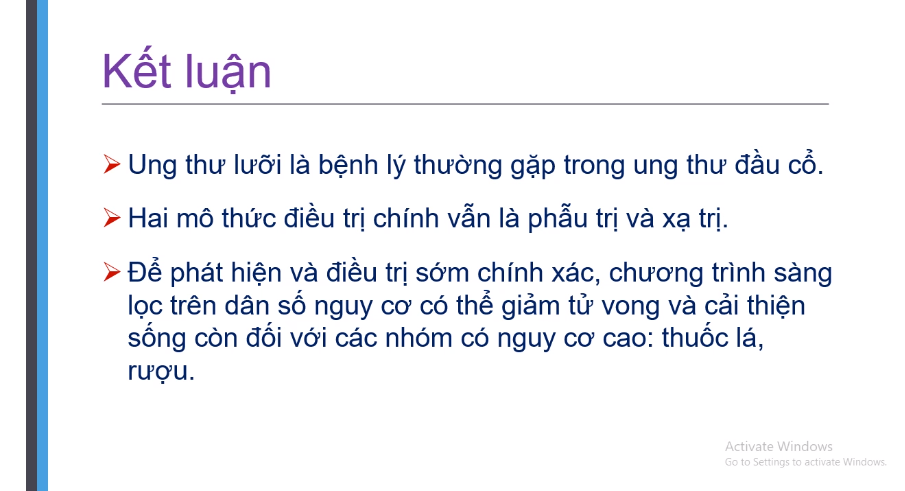 Kết luận
Ung thư lưỡi là bệnh lý thường gặp trong ung thư đầu cổ.
Hai mô thức điều trị chính vẫn là phẫu trị và xạ trị.
Để phát hiện và điều trị sớm chính xác, chương trình sàng
lọc trên dân số nguy cơ có thể giảm tử vong và cải thiện
sống còn đối với các nhóm có nguy cơ cao: thuốc lá,
rượu.
Activate Windows
Go to Settings to activate Windows.